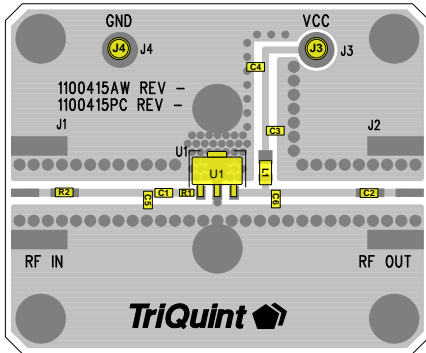 GND VCC
J4 J4 J3 J3
C4
1100415AW REV -
1100415PC REV -
J1 C3 J2
U1
U1 L1
R2 C5 C1 R1 C6 C2
RF IN RF OUT
TriQuint